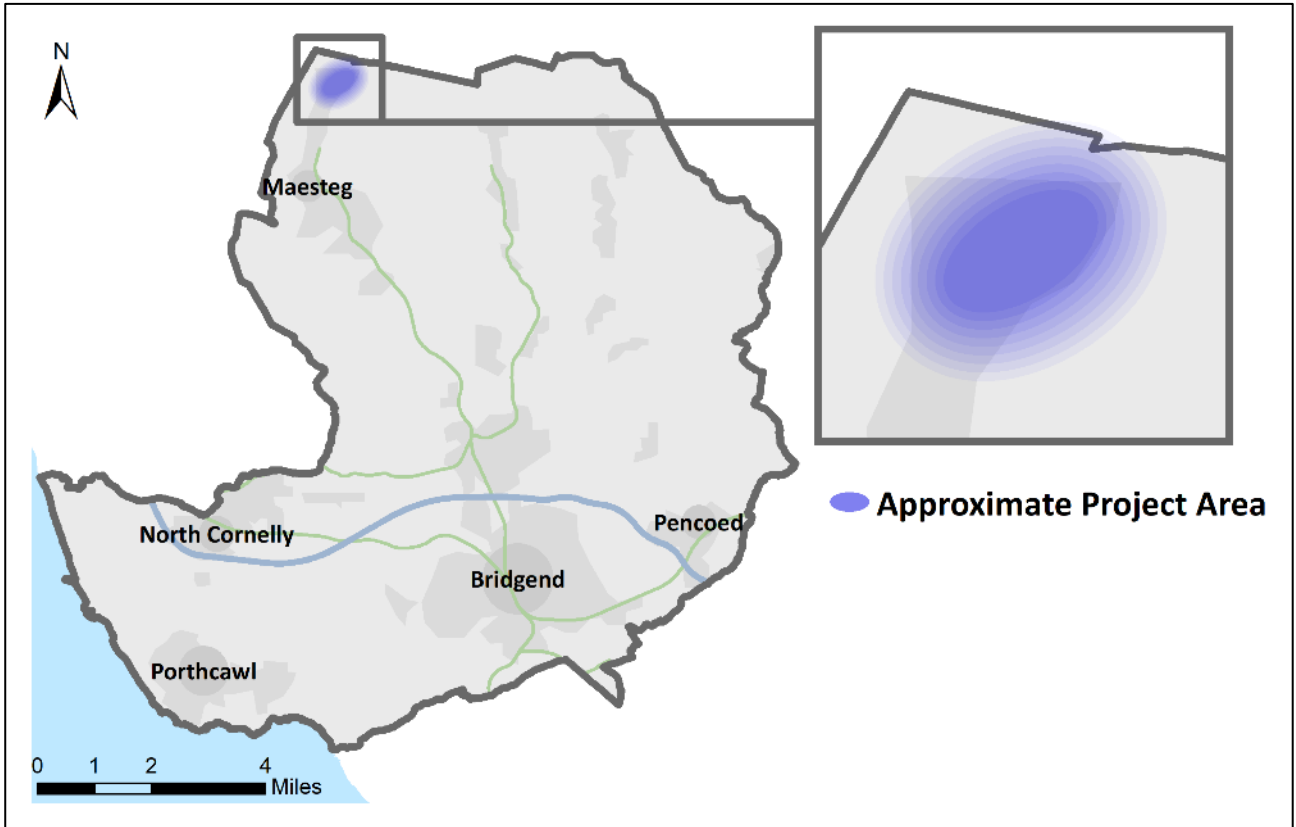 N
Maesteg
North Cornelly
Pencoed
Bridgend
Porthcawl
Approximate Project Area
0 1 2 4
Miles